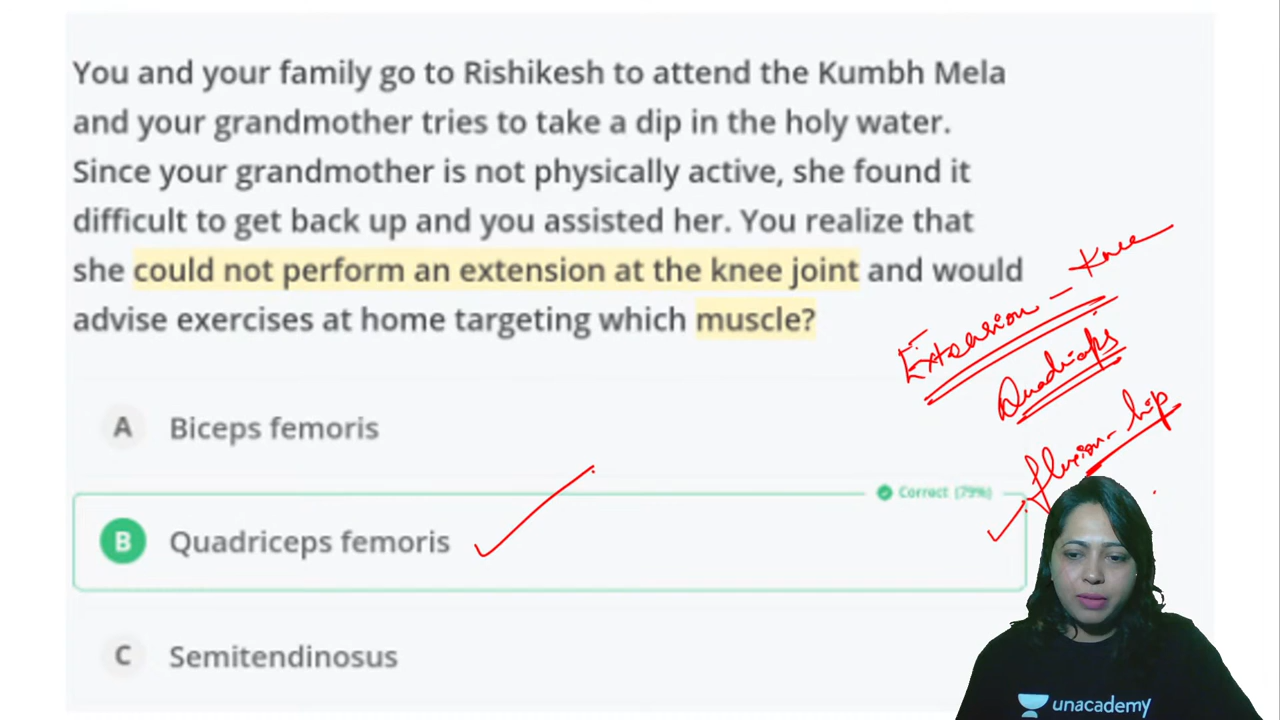 You and your family go to Rishikesh to attend the Kumbh Mela
and your grandmother tries to take a dip in the holy water.
Since your grandmother is not physically active, she found it
difficult to get back up and you assisted her. You realize that
she could not perform an extension at the knee joint and would
advise exercises at home targeting which muscle?
Extension - Knee
Quadriceps
flexion - hip
A Biceps femoris
Correct (79%)
B Quadriceps femoris
C Semitendinosus
unacademy